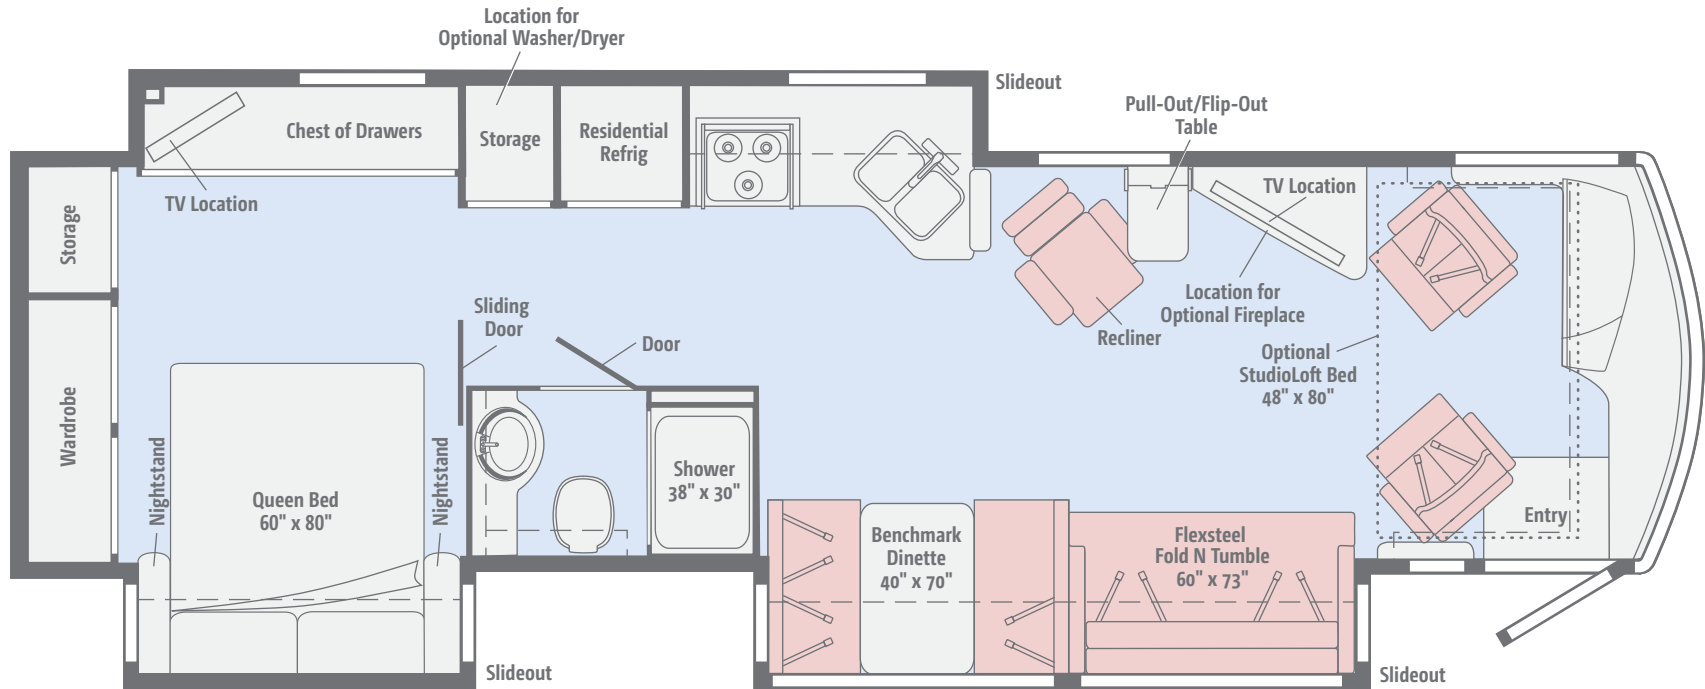 Location for
Optional Washer/Dryer
Slideout
Pull-Out/Flip-Out
Table
Chest of Drawers
Storage
Residential
Refrig
TV Location
TV Location
Storage
Sliding
Door
Door
Location for
Optional Fireplace
Recliner
Optional
StudioLoft Bed
48" x 80"
Wardrobe
Nightstand
Queen Bed
60" x 80"
Nightstand
Shower
38" x 30"
Benchmark
Dinette
40" x 70"
Flexsteel
Fold N Tumble
60" x 73"
Entry
Slideout
Slideout